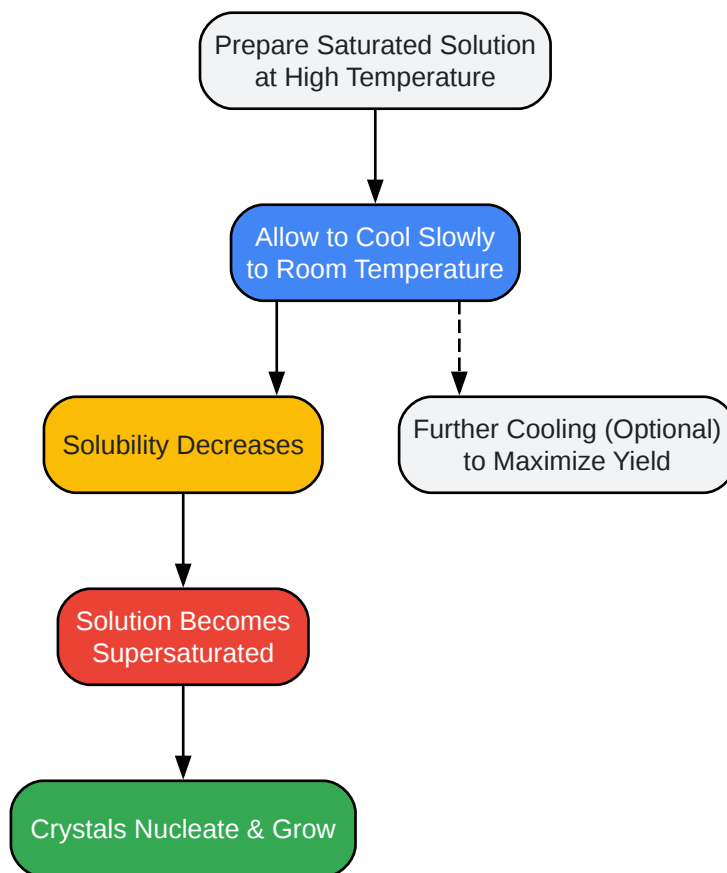 Prepare Saturated Solution
at High Temperature
Allow to Cool Slowly
to Room Temperature
Solubility Decreases
Further Cooling (Optional)
to Maximize Yield
Solution Becomes
Supersaturated
Crystals Nucleate & Grow